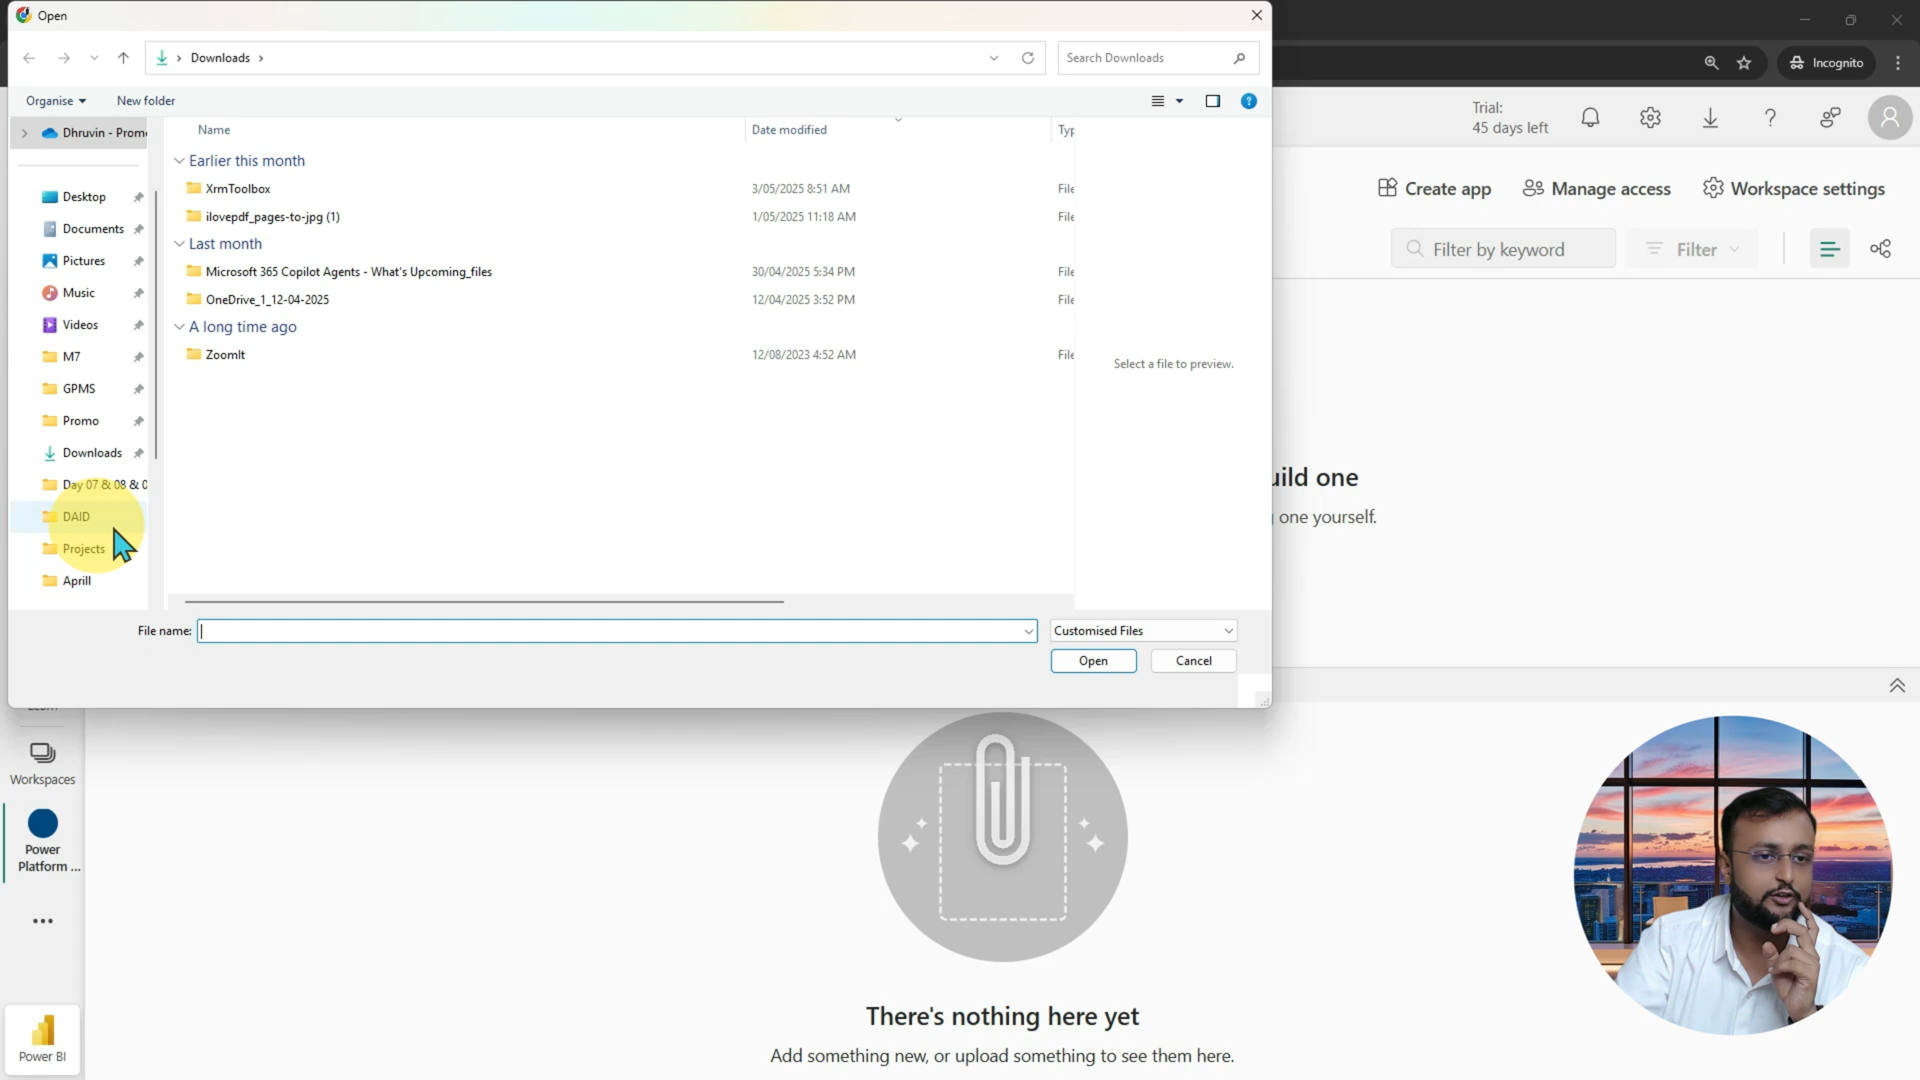 Open
Downloads
Search Downloads
Incognito
Organise
New folder
Trial:
45 days left
Dhruvin - Prom
Name
Date modified
Typ
Earlier this month
XrmToolbox
3/05/2025 8:51 AM
File
ilovepdf_pages-to-jpg (1)
1/05/2025 11:18 AM
File
Last month
Microsoft 365 Copilot Agents - What's Upcoming_files
30/04/2025 5:34 PM
File
OneDrive_1_12-04-2025
12/04/2025 3:52 PM
File
A long time ago
ZoomIt
12/08/2023 4:52 AM
File
Desktop
Documents
Pictures
Music
Videos
M7
GPMS
Promo
Downloads
Day 07 & 08 & 0
DAID
Projects
Aprill
Select a file to preview.
File name:
Customised Files
Open
Cancel
Create app
Manage access
Workspace settings
Filter by keyword
Filter
uild one
one yourself.
Workspaces
Power
Platform ...
Power BI
There's nothing here yet
Add something new, or upload something to see them here.